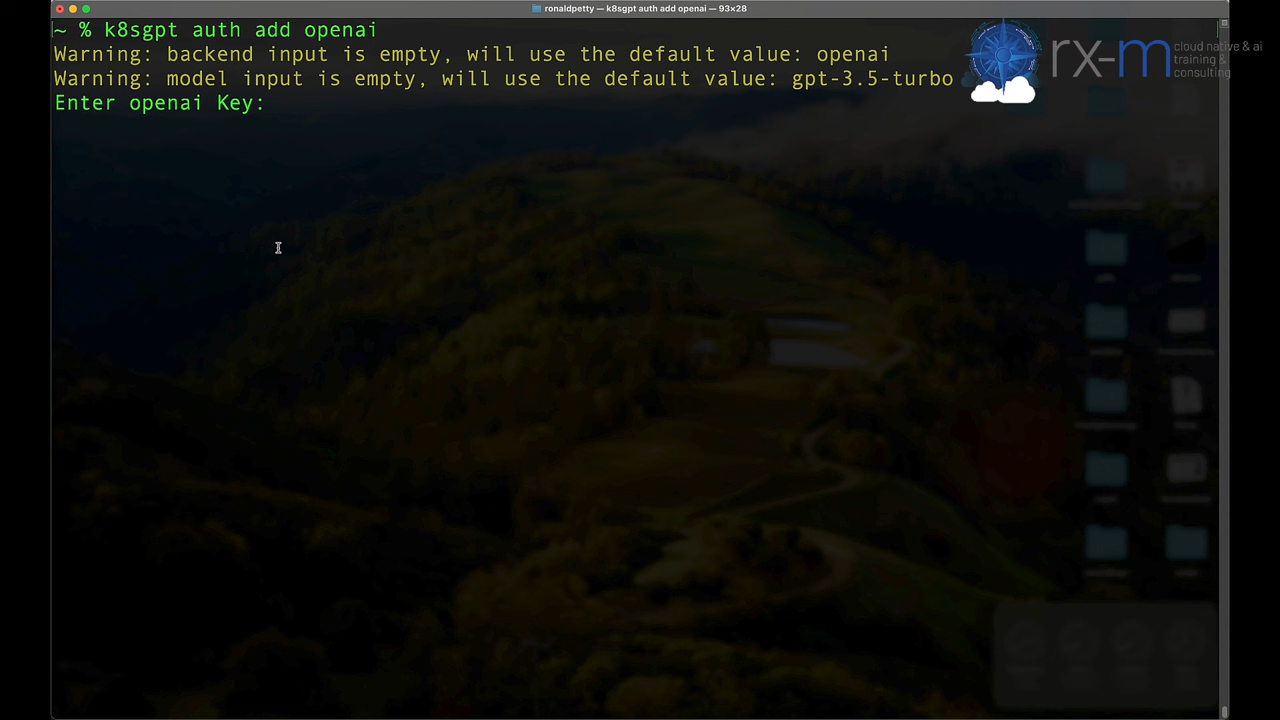 ronaldpetty — k8sgpt auth add openai — 93×28
~ % k8sgpt auth add openai
Warning: backend input is empty, will use the default value: openai
Warning: model input is empty, will use the default value: gpt-3.5-turbo
Enter openai Key:
rx-m
cloud native & ai
training &
consulting